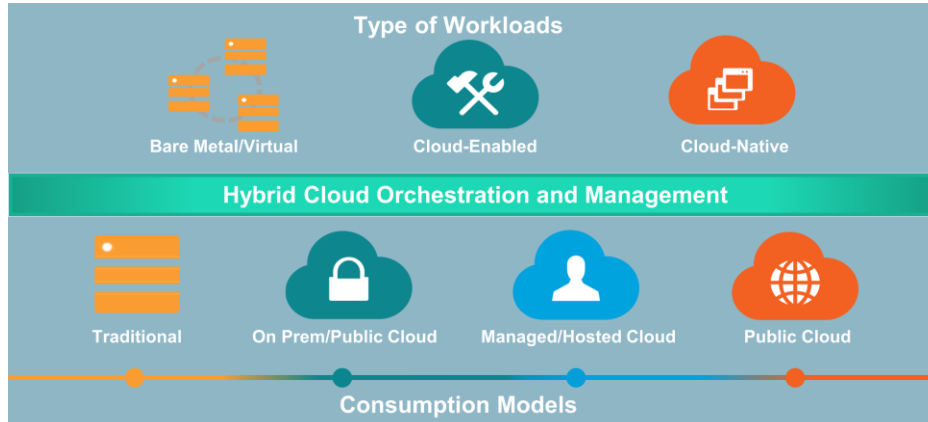 Type of Workloads
Bare Metal/Virtual
Cloud-Enabled
Cloud-Native
Hybrid Cloud Orchestration and Management
Traditional
On Prem/Public Cloud
Managed/Hosted Cloud
Public Cloud
Consumption Models